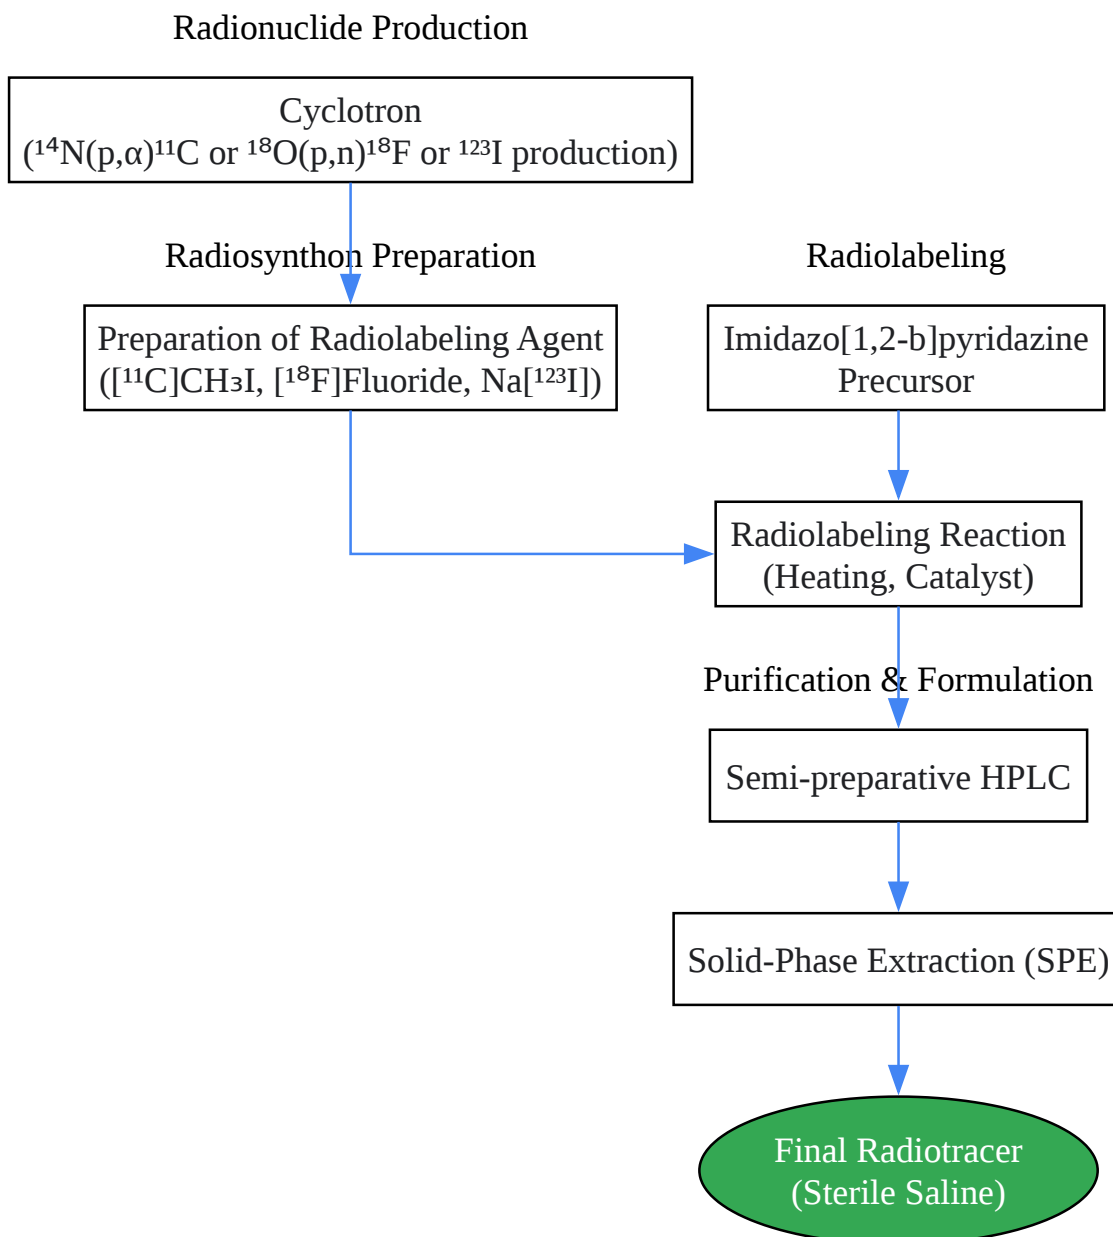 Radionuclide Production
Cyclotron
(¹⁴N(p,α)¹¹C or ¹⁸O(p,n)¹⁸F or ¹²³I production)
Radiosynthon Preparation
Radiolabeling
Preparation of Radiolabeling Agent
([¹¹C]CH₃I, [¹⁸F]Fluoride, Na[¹²³I])
Imidazo[1,2-b]pyridazine
Precursor
Radiolabeling Reaction
(Heating, Catalyst)
Purification & Formulation
Semi-preparative HPLC
Solid-Phase Extraction (SPE)
Final Radiotracer
(Sterile Saline)